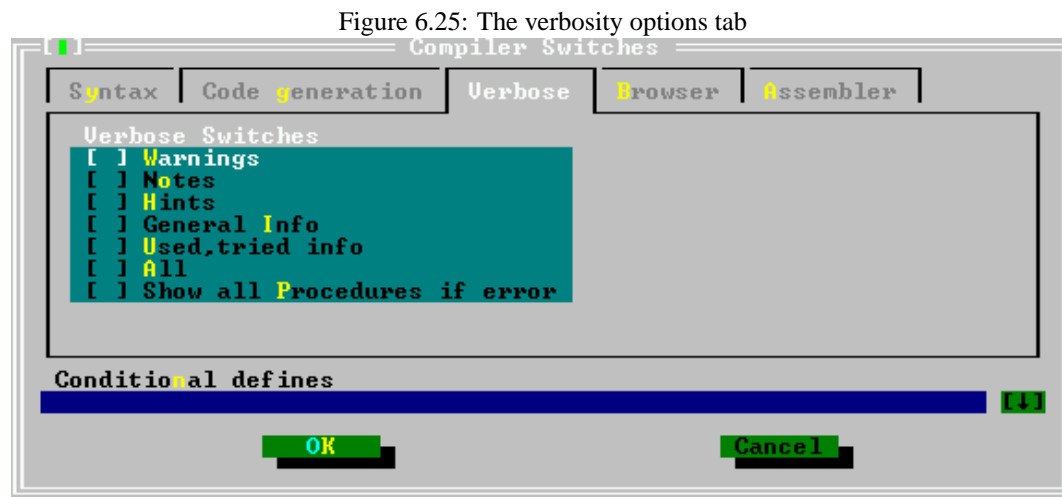 Figure 6.25: The verbosity options tab
[▮] Compiler Switches
Syntax Code generation Verbose Browser Assembler
Verbose Switches
[ ] Warnings
[ ] Notes
[ ] Hints
[ ] General Info
[ ] Used,tried info
[ ] All
[ ] Show all Procedures if error
Conditional defines
[↓]
OK Cancel